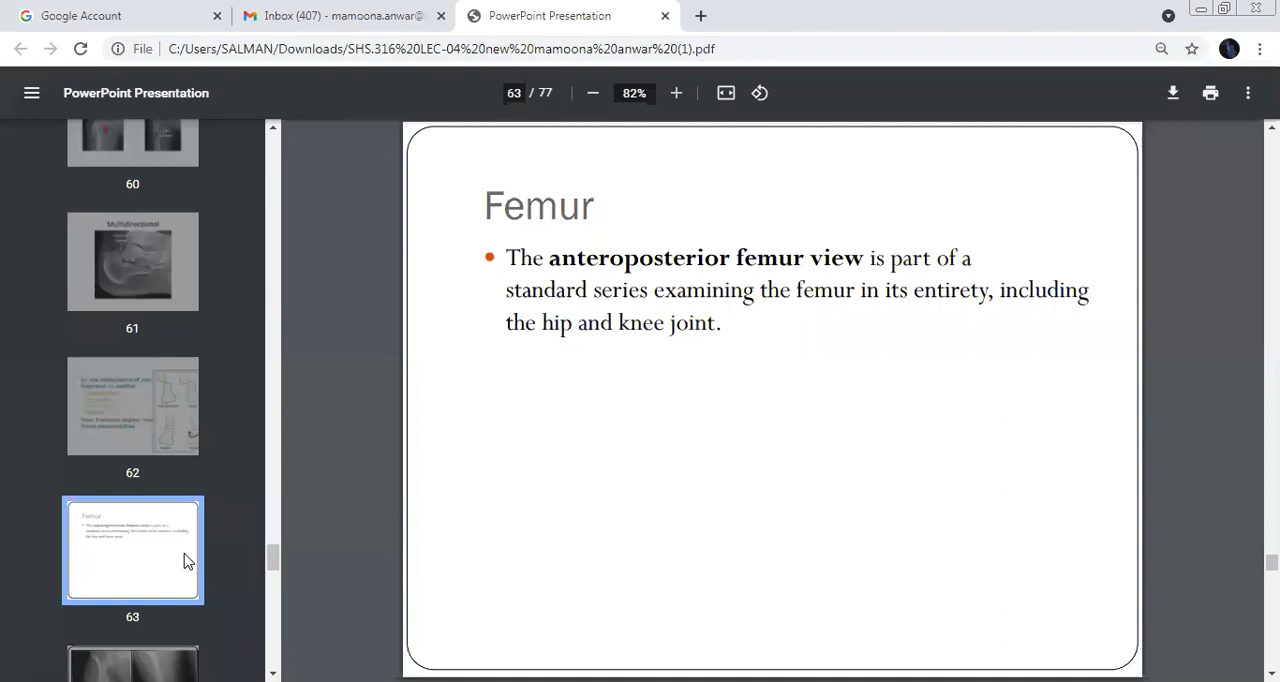 Google Account
Inbox (407) - mamoona.anwar@
PowerPoint Presentation
File
C:/Users/SALMAN/Downloads/SHS.316%20LEC-04%20new%20mamoona%20anwar%20(1).pdf
PowerPoint Presentation
63 / 77
82%
60
Multidirectional
61
62
Femur
63
Femur
• The anteroposterior femur view is part of a
standard series examining the femur in its entirety, including
the hip and knee joint.